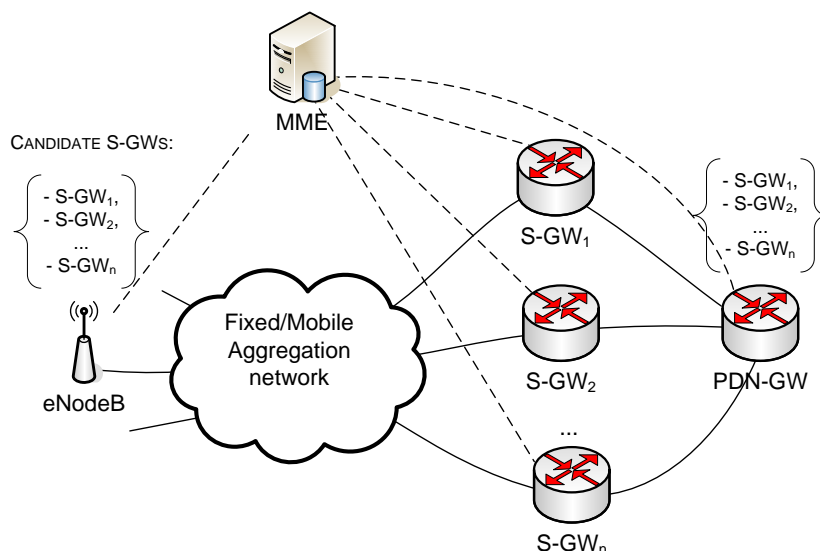 MME
CANDIDATE S-GWS:
- S-GW₁,
- S-GW₂,
...
- S-GWₙ
- S-GW₁,
- S-GW₂,
...
- S-GWₙ
S-GW₁
Fixed/Mobile
Aggregation
network
eNodeB
S-GW₂
PDN-GW
...
S-GWₙ